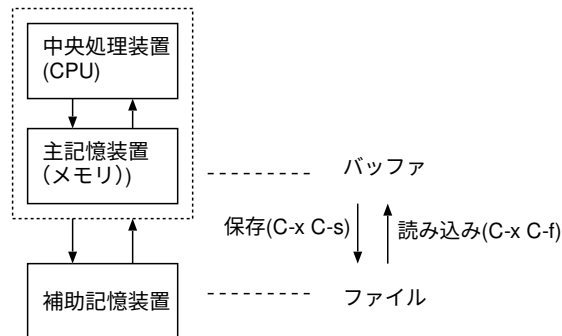 中央処理装置
(CPU)
主記憶装置
（メモリ）)
バッファ
保存(C-x C-s)
読み込み(C-x C-f)
補助記憶装置
ファイル